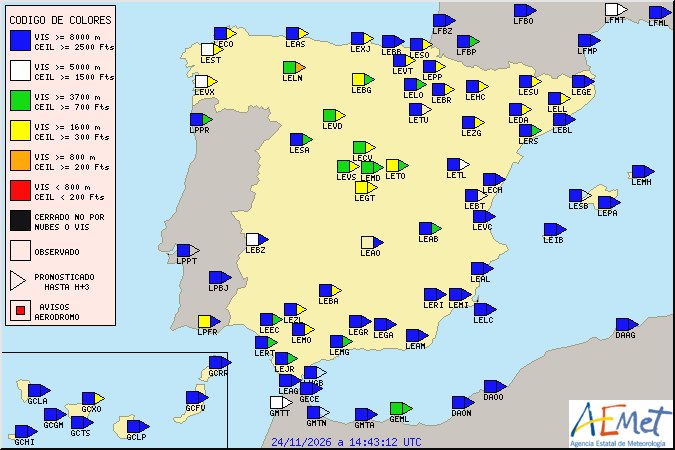 CODIGO DE COLORES
VIS >= 8000 m
CEIL >= 2500 Fts
VIS >= 5000 m
CEIL >= 1500 Fts
VIS >= 3700 m
CEIL >= 700 Fts
VIS >= 1600 m
CEIL >= 300 Fts
VIS >= 800 m
CEIL >= 200 Fts
VIS < 800 m
CEIL < 200 Fts
CERRADO NO POR
NUBES O VIS
OBSERVADO
PRONOSTICADO
HASTA H+3
AVISOS
AERODROMO
LFBO
LFMT
LFML
LFBZ
LECO
LEAS
LEXJ
LEBB
LESO
LFBP
LFMP
LEST
LEVT
LEPP
LELN
LEBG
LEVX
LELO
LEBR
LEHC
LESU
LEGE
LELL
LETU
LEDA
LPPR
LEVD
LEZG
LERS
LEBL
LESA
LECV
LEVS
LEMD
LETO
LETL
LEMH
LECH
LEGT
LEBT
LESB
LEPA
LEVC
LEAB
LEIB
LEBZ
LEAO
LPPT
LEAL
LPBJ
LEBA
LERI
LEMI
LEZL
LELC
LPFR
LEEC
LEMO
LEGR
LEGA
LEAM
DAAG
LERT
LEMG
LEJR
GCRR
LXGB
LEAG
GECE
DAOO
GCLA
GCXO
GCFV
GMTT
DAON
GCGM
GMTN
GMTA
GEML
GCTS
GCLP
GCHI
24/11/2026 a 14:43:12 UTC
AEMet
Agencia Estatal de Meteorología